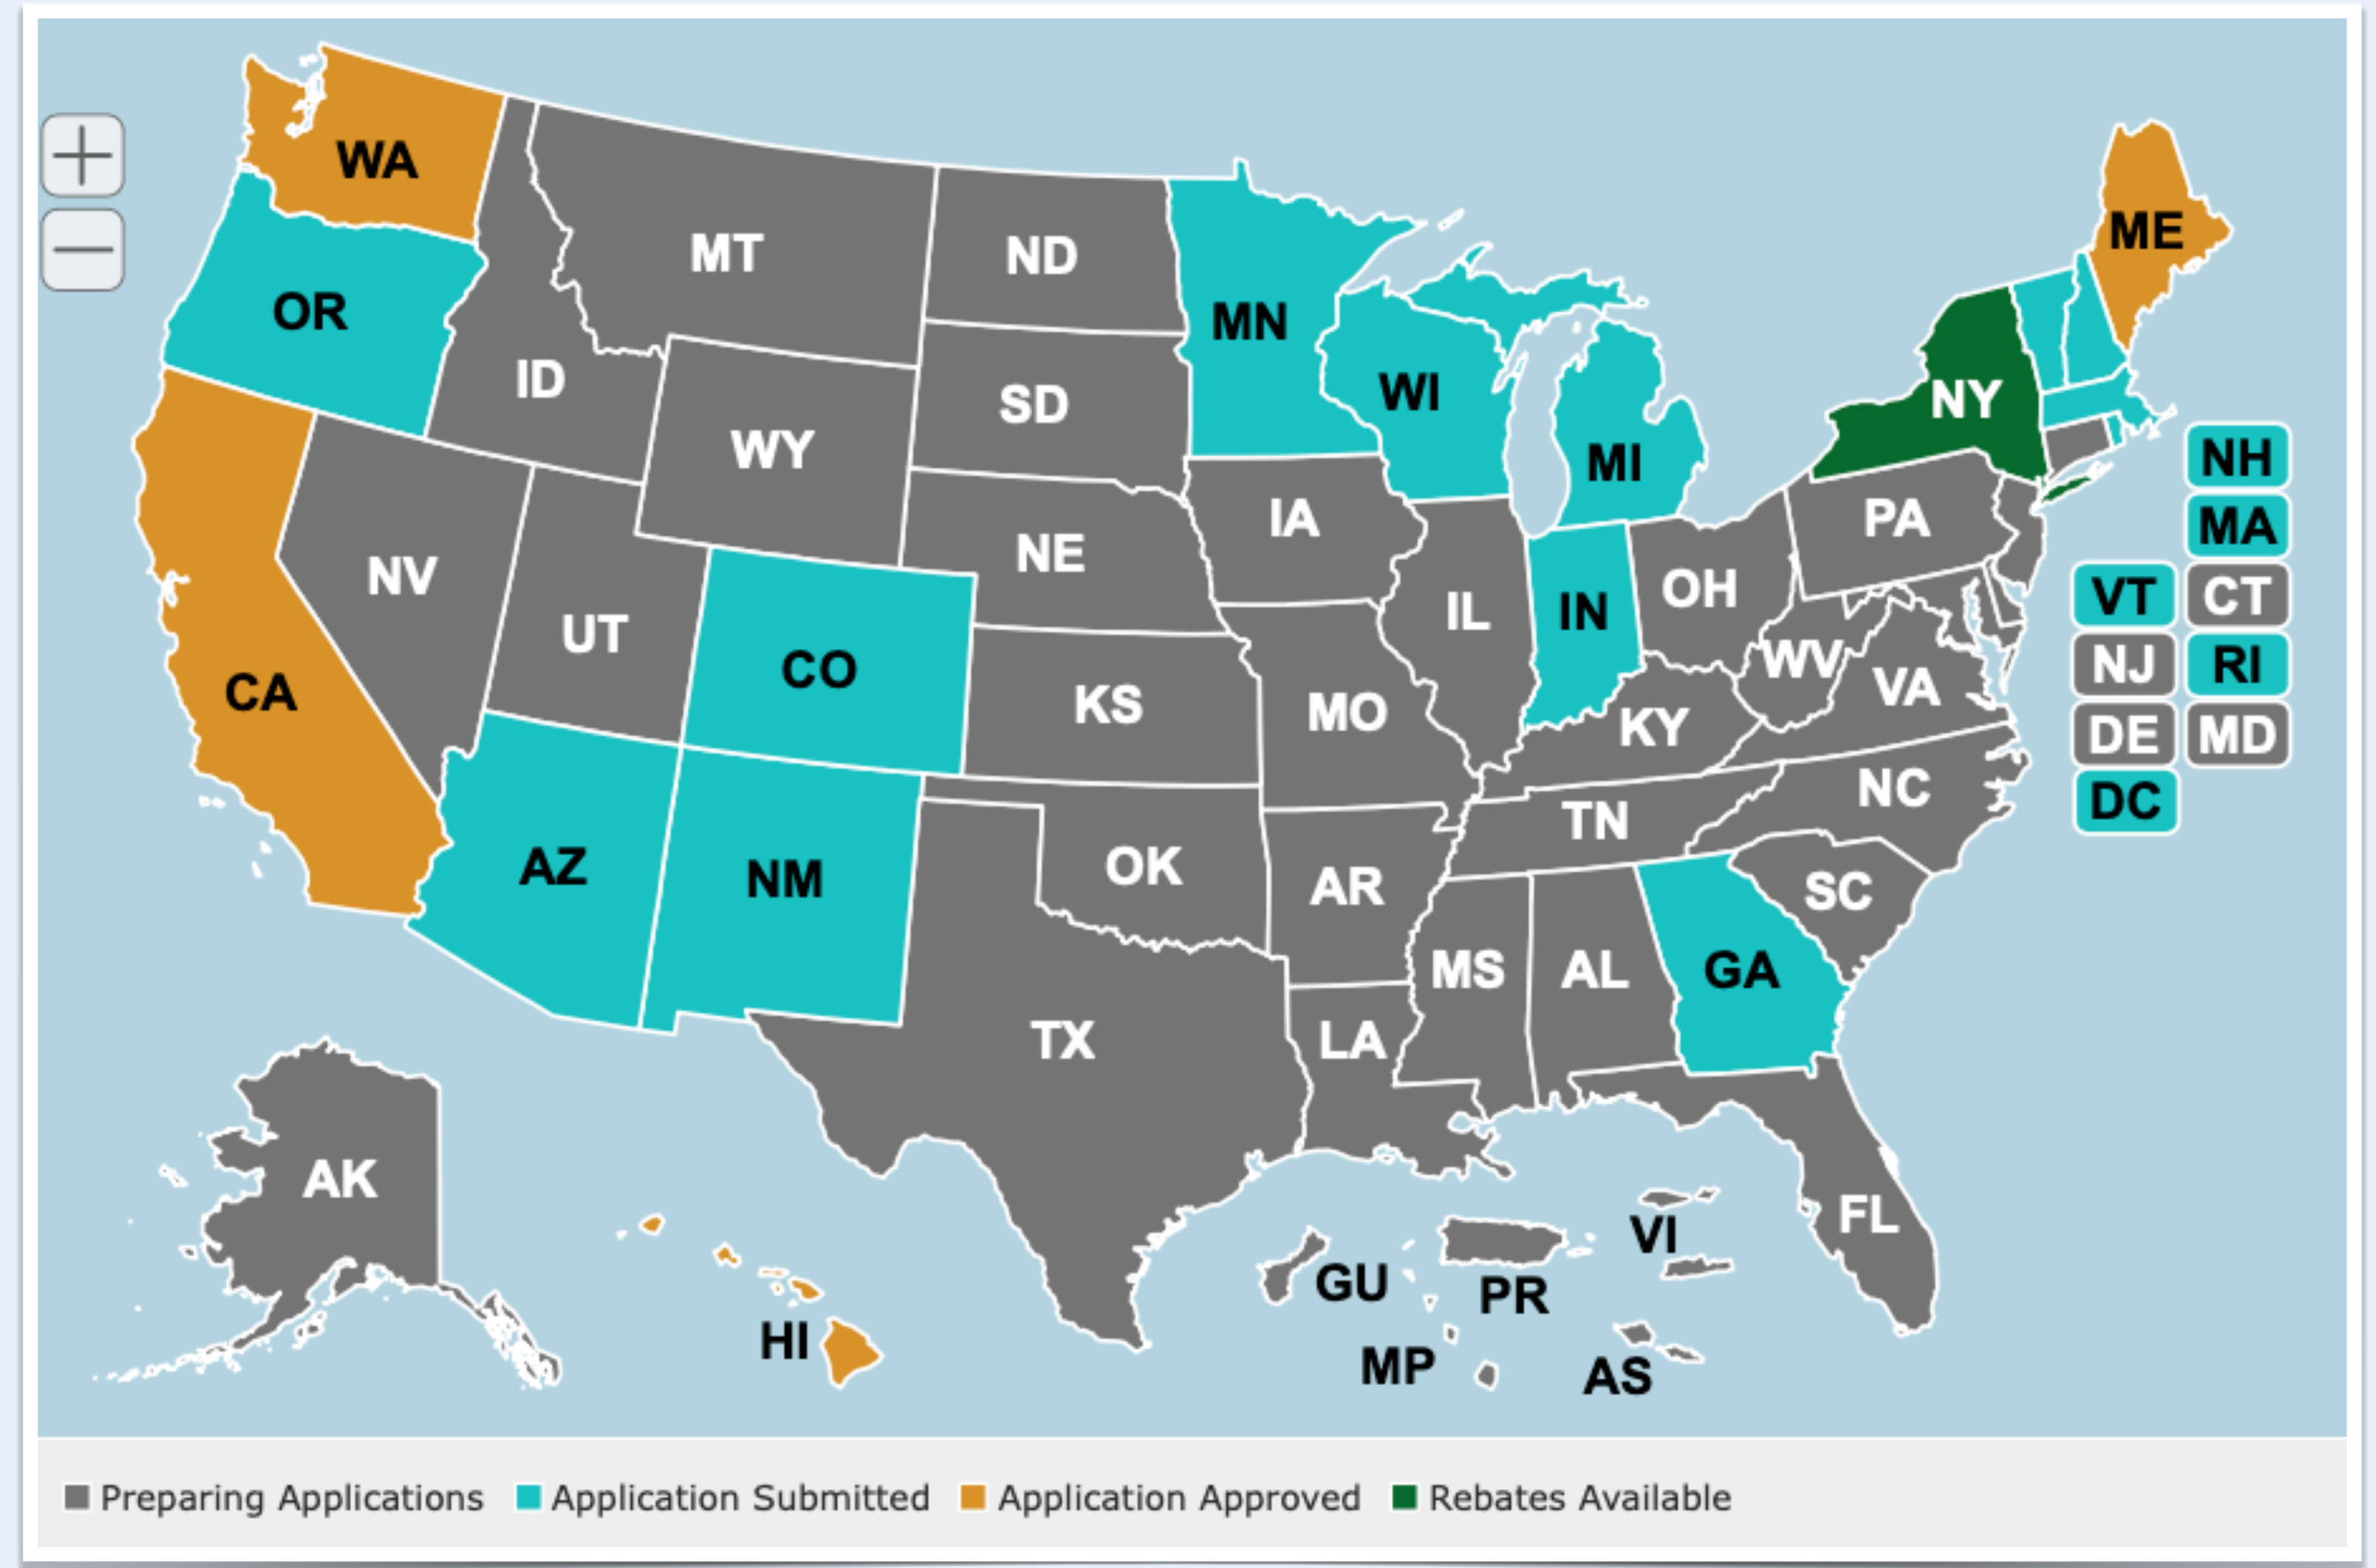 WA
ME
MT
ND
OR
MN
ID
SD
WI
NY
WY
MI
NH
IA
PA
MA
NV
NE
UT
IL
IN
OH
VT
CT
CO
KS
MO
KY
WV
VA
NJ
RI
CA
DE
MD
TN
NC
DC
AZ
NM
OK
AR
SC
MS
AL
GA
TX
LA
AK
FL
VI
GU
PR
HI
MP
AS
Preparing Applications Application Submitted Application Approved Rebates Available